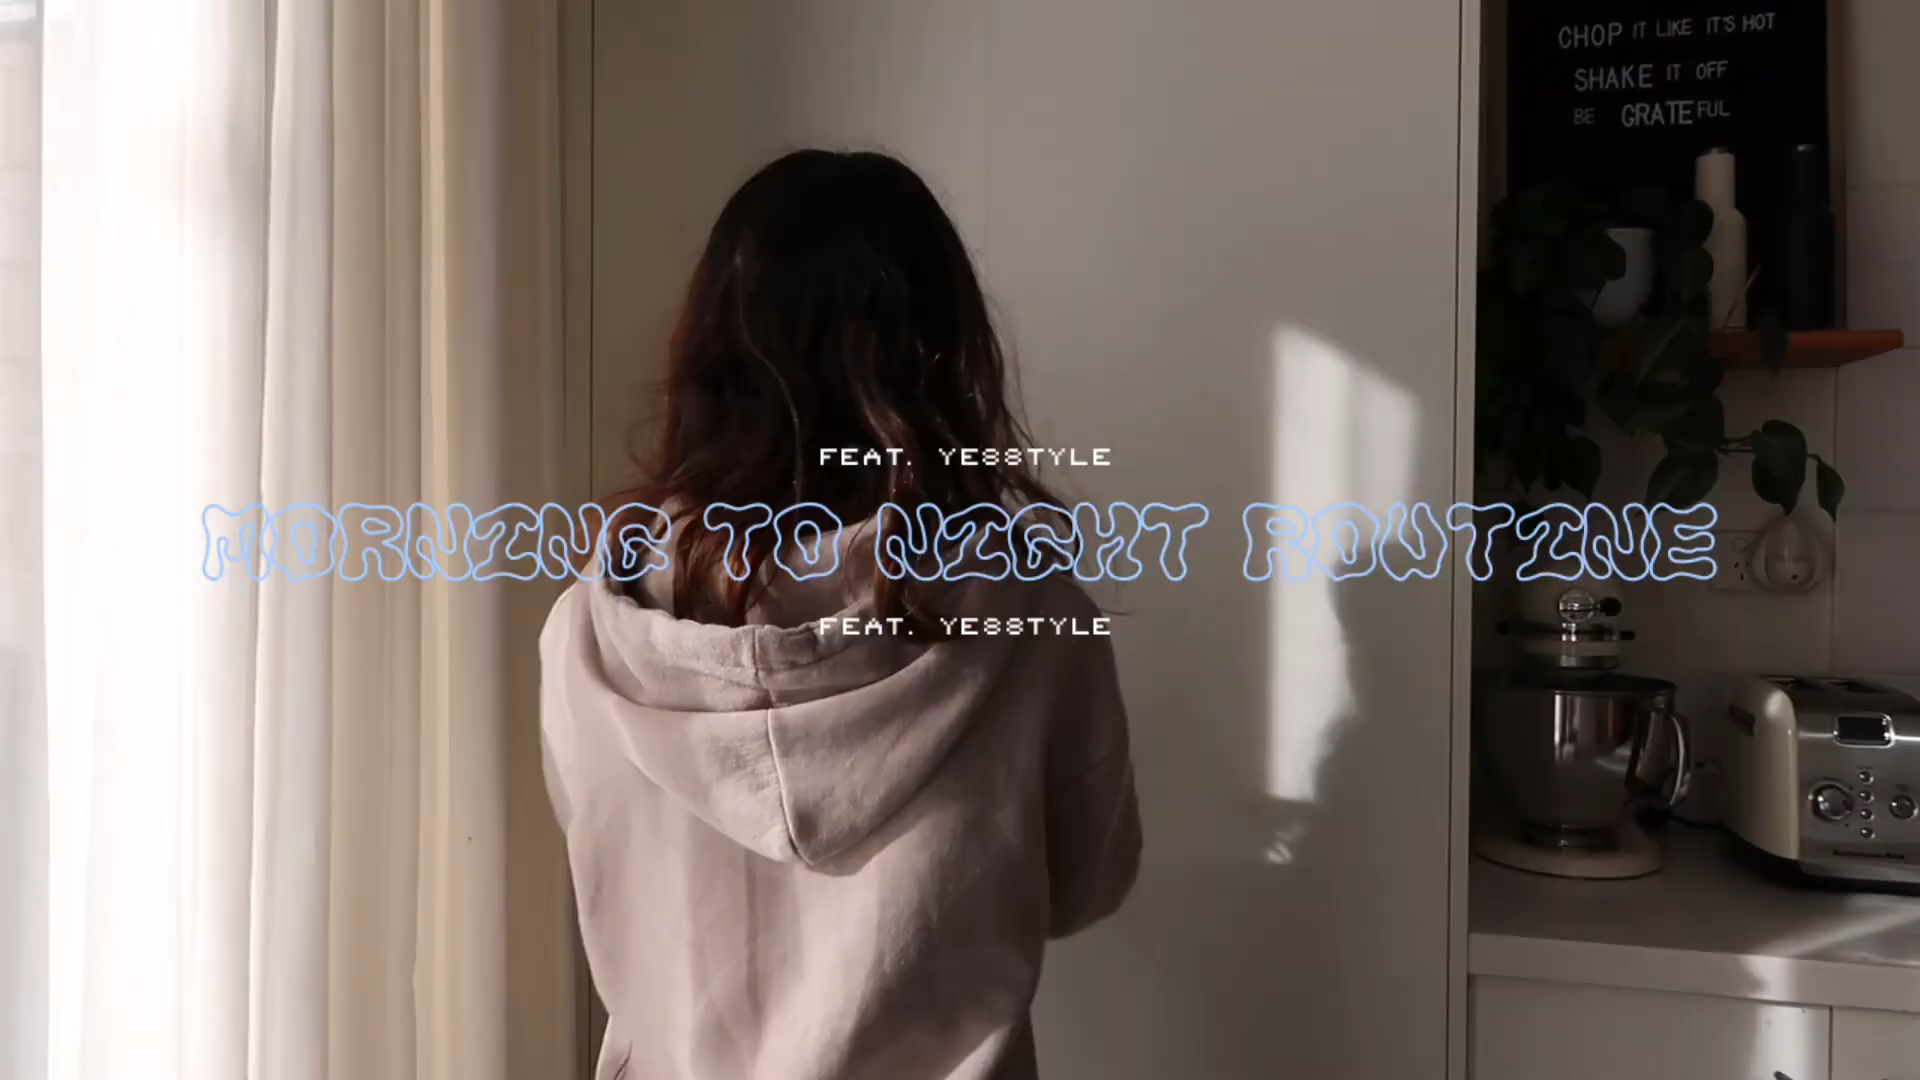 CHOP IT LIKE IT'S HOT
SHAKE IT OFF
BE GRATEFUL
FEAT. YESSTYLE
MORNING TO NIGHT ROUTINE
FEAT. YESSTYLE